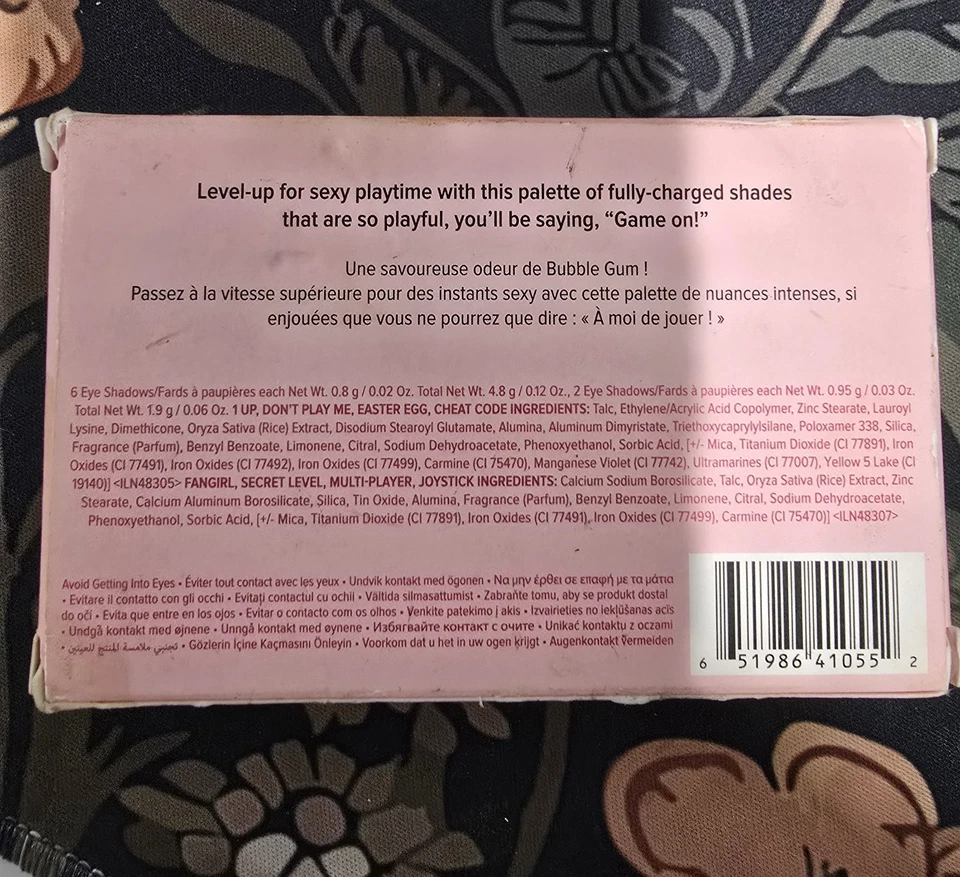 Level-up for sexy playtime with this palette of fully-charged shades
that are so playful, you'll be saying, “Game on!”
Une savoureuse odeur de Bubble Gum !
Passez à la vitesse supérieure pour des instants sexy avec cette palette de nuances intenses, si
enjouées que vous ne pourrez que dire : « À moi de jouer ! »
6 Eye Shadows/Fards à paupières each Net Wt. 0.8 g / 0.02 Oz. Total Net Wt. 4.8 g / 0.12 Oz., 2 Eye Shadows/Fards à paupières each Net Wt. 0.95 g / 0.03 Oz.
Total Net Wt. 1.9 g / 0.06 Oz. 1 UP, DON'T PLAY ME, EASTER EGG, CHEAT CODE INGREDIENTS: Talc, Ethylene/Acrylic Acid Copolymer, Zinc Stearate, Lauroyl
Lysine, Dimethicone, Oryza Sativa (Rice) Extract, Disodium Stearoyl Glutamate, Alumina, Aluminum Dimyristate, Triethoxycaprylylsilane, Poloxamer 338, Silica,
Fragrance (Parfum), Benzyl Benzoate, Limonene, Citral, Sodium Dehydroacetate, Phenoxyethanol, Sorbic Acid, [+/- Mica, Titanium Dioxide (CI 77891), Iron
Oxides (CI 77491), Iron Oxides (CI 77492), Iron Oxides (CI 77499), Carmine (CI 75470), Manganese Violet (CI 77742), Ultramarines (CI 77007), Yellow 5 Lake (CI
19140)] <ILN48305> FANGIRL, SECRET LEVEL, MULTI-PLAYER, JOYSTICK INGREDIENTS: Calcium Sodium Borosilicate, Talc, Oryza Sativa (Rice) Extract, Zinc
Stearate, Calcium Aluminum Borosilicate, Silica, Tin Oxide, Alumina, Fragrance (Parfum), Benzyl Benzoate, Limonene, Citral, Sodium Dehydroacetate,
Phenoxyethanol, Sorbic Acid, [+/- Mica, Titanium Dioxide (CI 77891), Iron Oxides (CI 77491), Iron Oxides (CI 77499), Carmine (CI 75470)] <ILN48307>
Avoid Getting Into Eyes • Éviter tout contact avec les yeux • Undvik kontakt med ögonen • Να μην έρθει σε επαφή με τα μάτια
• Evitare il contatto con gli occhi • Evitaţi contactul cu ochii • Vältida silmasattumist • Zabraňte tomu, aby se produkt dostal
do očí • Evita que entre en los ojos • Evitar o contacto com os olhos • Venkite patekimo į akis • Izvairieties no iekļūšanas acīs
• Undgå kontakt med øjnene • Unngå kontakt med øynene • Избягвайте контакт с очите • Unikać kontaktu z oczami
• تجنبي ملامسة المنتج للعينين • Gözlerin İçine Kaçmasını Önleyin • Voorkom dat u het in uw ogen krijgt • Augenkontakt vermeiden
6 51986 41055 2